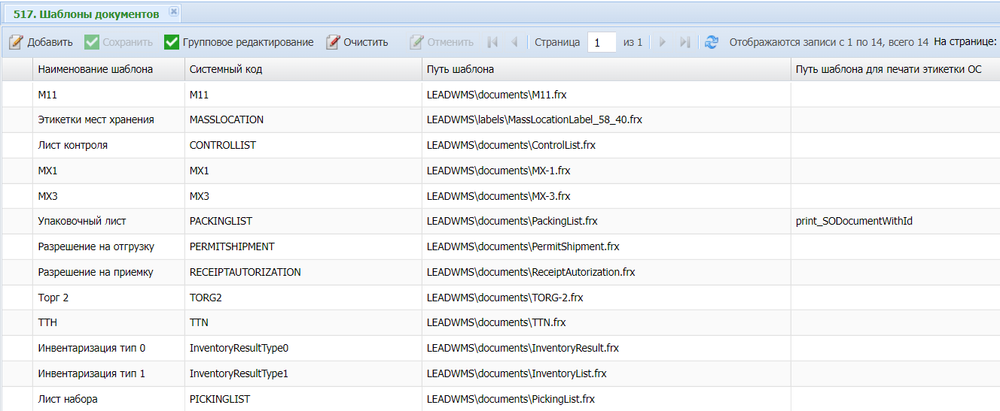 517. Шаблоны документов
Добавить Сохранить Групповое редактирование Очистить Отменить Страница 1 из 1 Отображаются записи с 1 по 14, всего 14 На странице:
Наименование шаблона Системный код Путь шаблона Путь шаблона для печати этикетки ОС
М11 M11 LEADWMS\documents\M11.frx
Этикетки мест хранения MASSLOCATION LEADWMS\labels\MassLocationLabel_58_40.frx
Лист контроля CONTROLLIST LEADWMS\documents\ControlList.frx
МХ1 MX1 LEADWMS\documents\MX-1.frx
МХ3 MX3 LEADWMS\documents\MX-3.frx
Упаковочный лист PACKINGLIST LEADWMS\documents\PackingList.frx print_SODocumentWithId
Разрешение на отгрузку PERMITSHIPMENT LEADWMS\documents\PermitShipment.frx
Разрешение на приемку RECEIPTAUTORIZATION LEADWMS\documents\ReceiptAutorization.frx
Торг 2 TORG2 LEADWMS\documents\TORG-2.frx
ТТН TTN LEADWMS\documents\TTN.frx
Инвентаризация тип 0 InventoryResultType0 LEADWMS\documents\InventoryResult.frx
Инвентаризация тип 1 InventoryResultType1 LEADWMS\documents\InventoryList.frx
Лист набора PICKINGLIST LEADWMS\documents\PickingList.frx